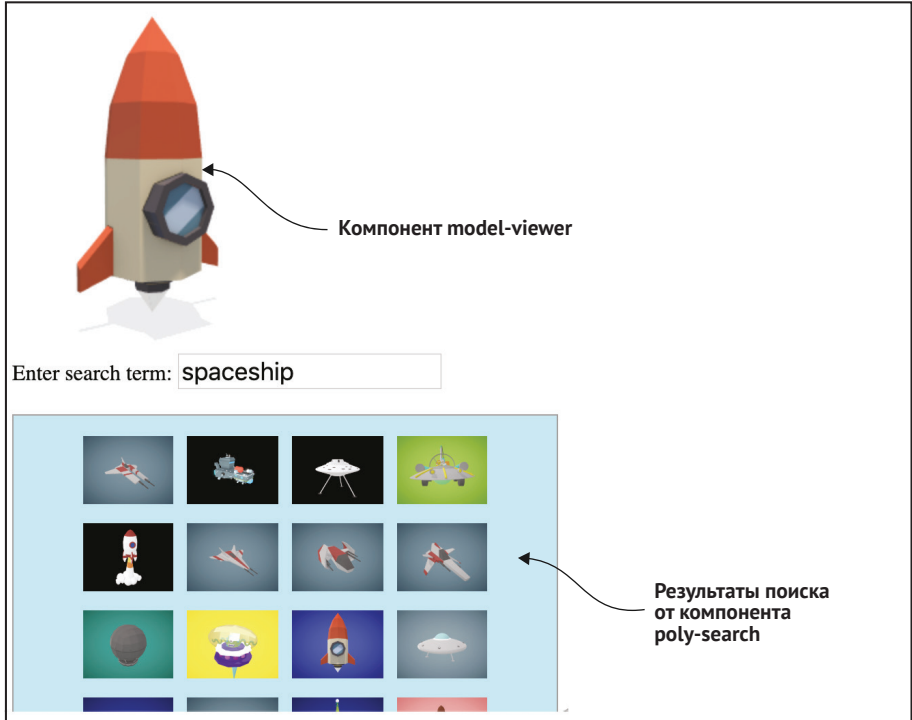 Компонент model-viewer
Enter search term: spaceship
Результаты поиска
от компонента
poly-search